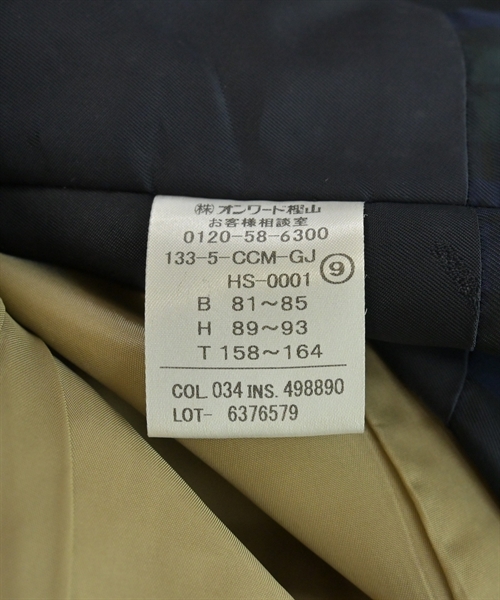 ㈱オンワード樫山
お客様相談室
0120-58-6300
133-5-CCM-GJ
HS-0001 ⑨
B 81〜85
H 89〜93
T 158〜164
COL. 034 INS. 498890
LOT- 6376579